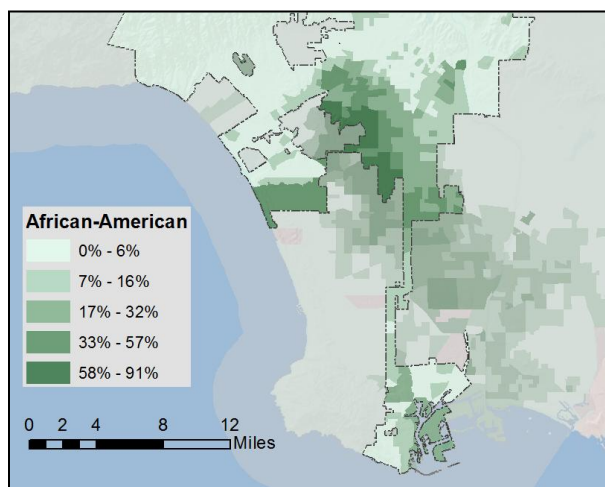 African-American
0% - 6%
7% - 16%
17% - 32%
33% - 57%
58% - 91%
0 2 4 8 12
Miles